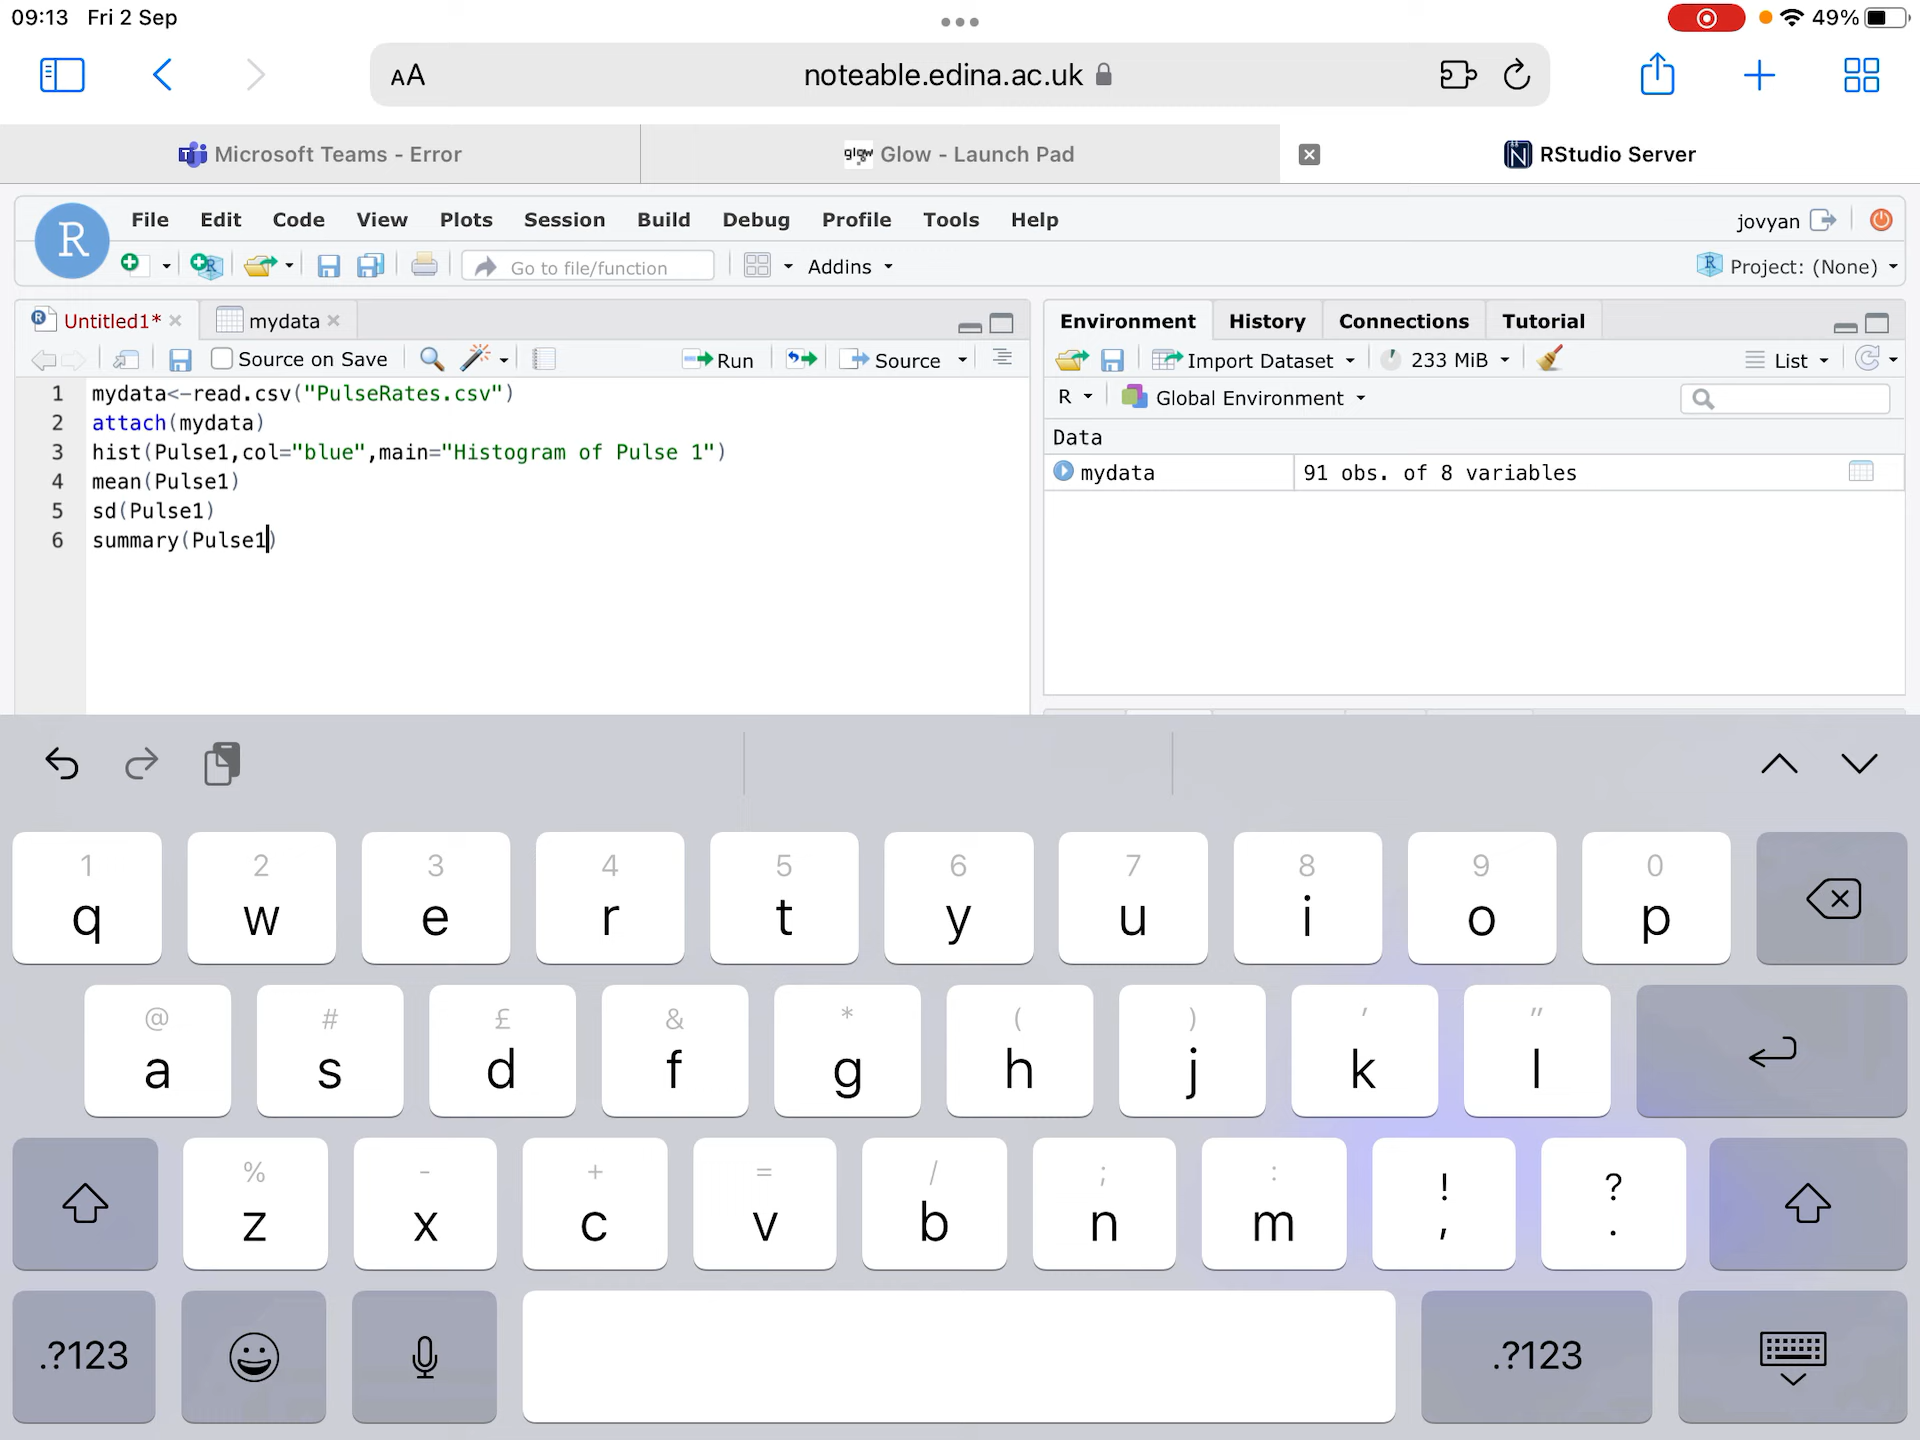 09:13 Fri 2 Sep
49%
AA
noteable.edina.ac.uk
Microsoft Teams - Error
glow Glow - Launch Pad
RStudio Server
R File Edit Code View Plots Session Build Debug Profile Tools Help
jovyan
Go to file/function
Addins
Project: (None)
Untitled1*
mydata
Environment History Connections Tutorial
Source on Save
Run
Source
Import Dataset
233 MiB
List
R
Global Environment
1 mydata<-read.csv("PulseRates.csv")
2 attach(mydata)
3 hist(Pulse1,col="blue",main="Histogram of Pulse 1")
4 mean(Pulse1)
5 sd(Pulse1)
6 summary(Pulse1)
Data
mydata 91 obs. of 8 variables
1 2 3 4 5 6 7 8 9 0
q w e r t y u i o p
@ # £ & * ( ) ' "
a s d f g h j k l
% - + = / ; : ! ?
z x c v b n m , .
.?123 .?123